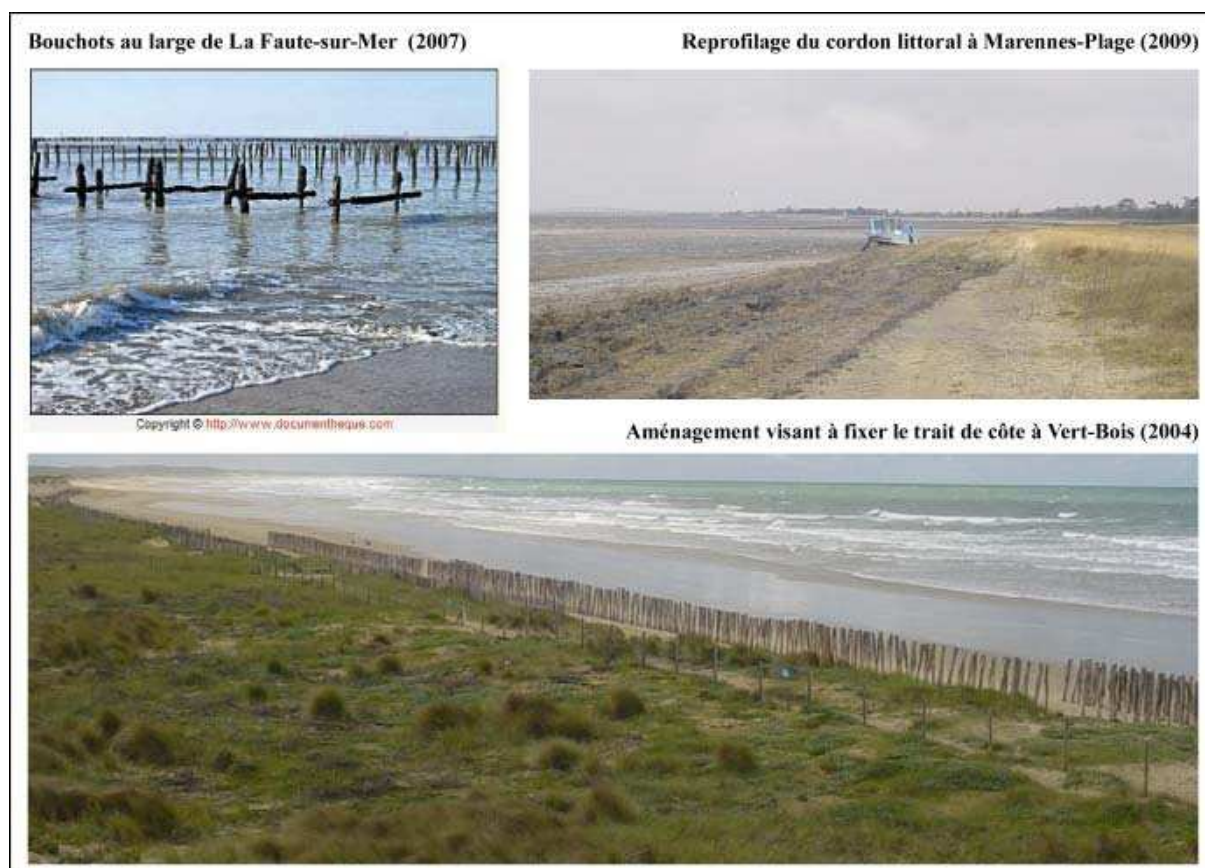 Bouchots au large de La Faute-sur-Mer (2007)
Reprofilage du cordon littoral à Marennes-Plage (2009)
Copyright © http://www.documentheque.com
Aménagement visant à fixer le trait de côte à Vert-Bois (2004)